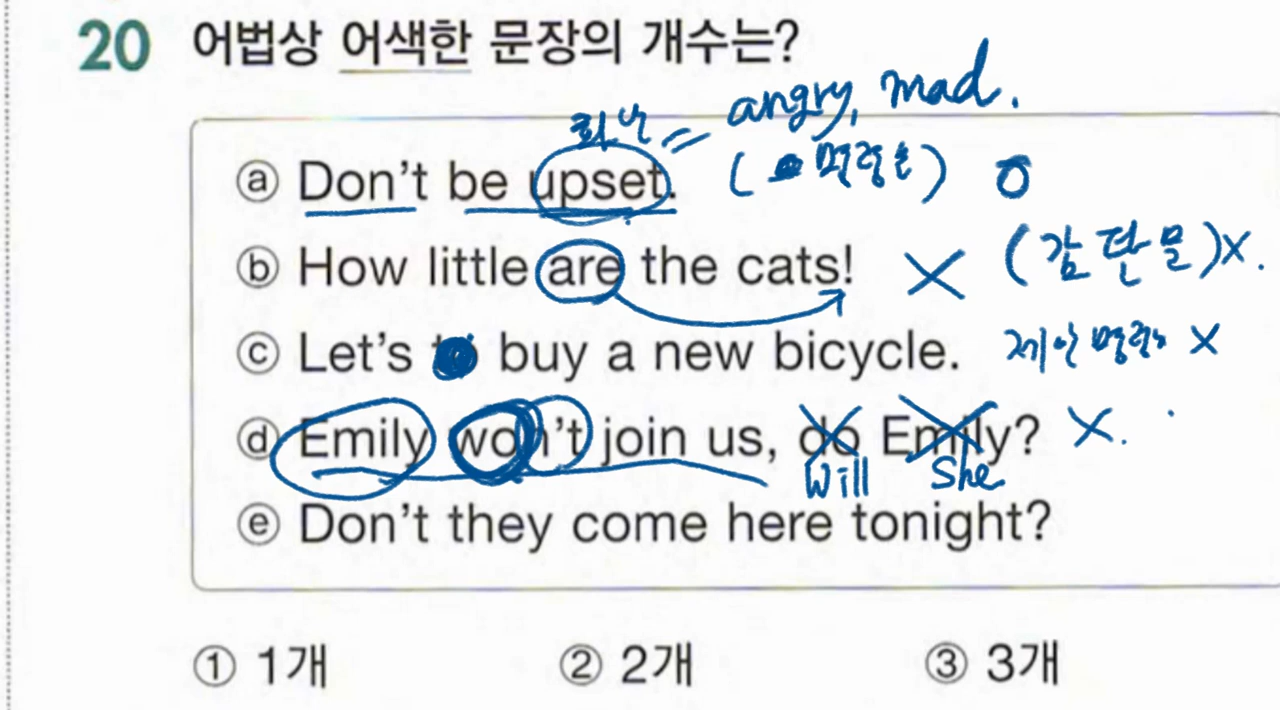 20 어법상 어색한 문장의 개수는?
화나 = angry, mad.
ⓐ Don't be upset. (명령문) O
ⓑ How little are the cats! X (감탄문) X.
ⓒ Let's buy a new bicycle. 제안 명령문 X
ⓓ Emily won't join us, do Emily? X.
Will She
ⓔ Don't they come here tonight?
① 1개 ② 2개 ③ 3개